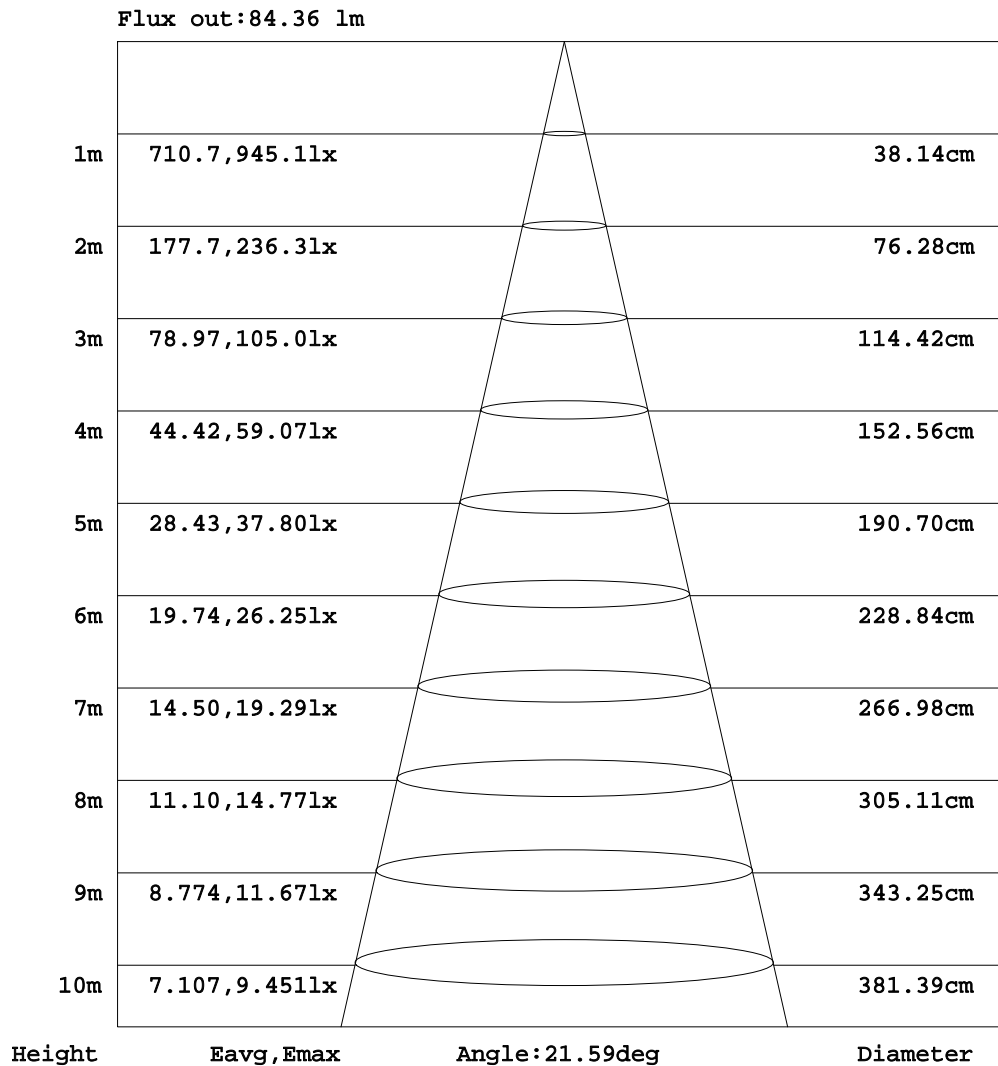 Flux out:84.36 lm
1m 710.7,945.1lx 38.14cm
2m 177.7,236.3lx 76.28cm
3m 78.97,105.0lx 114.42cm
4m 44.42,59.07lx 152.56cm
5m 28.43,37.80lx 190.70cm
6m 19.74,26.25lx 228.84cm
7m 14.50,19.29lx 266.98cm
8m 11.10,14.77lx 305.11cm
9m 8.774,11.67lx 343.25cm
10m 7.107,9.451lx 381.39cm
Height Eavg,Emax Angle:21.59deg Diameter